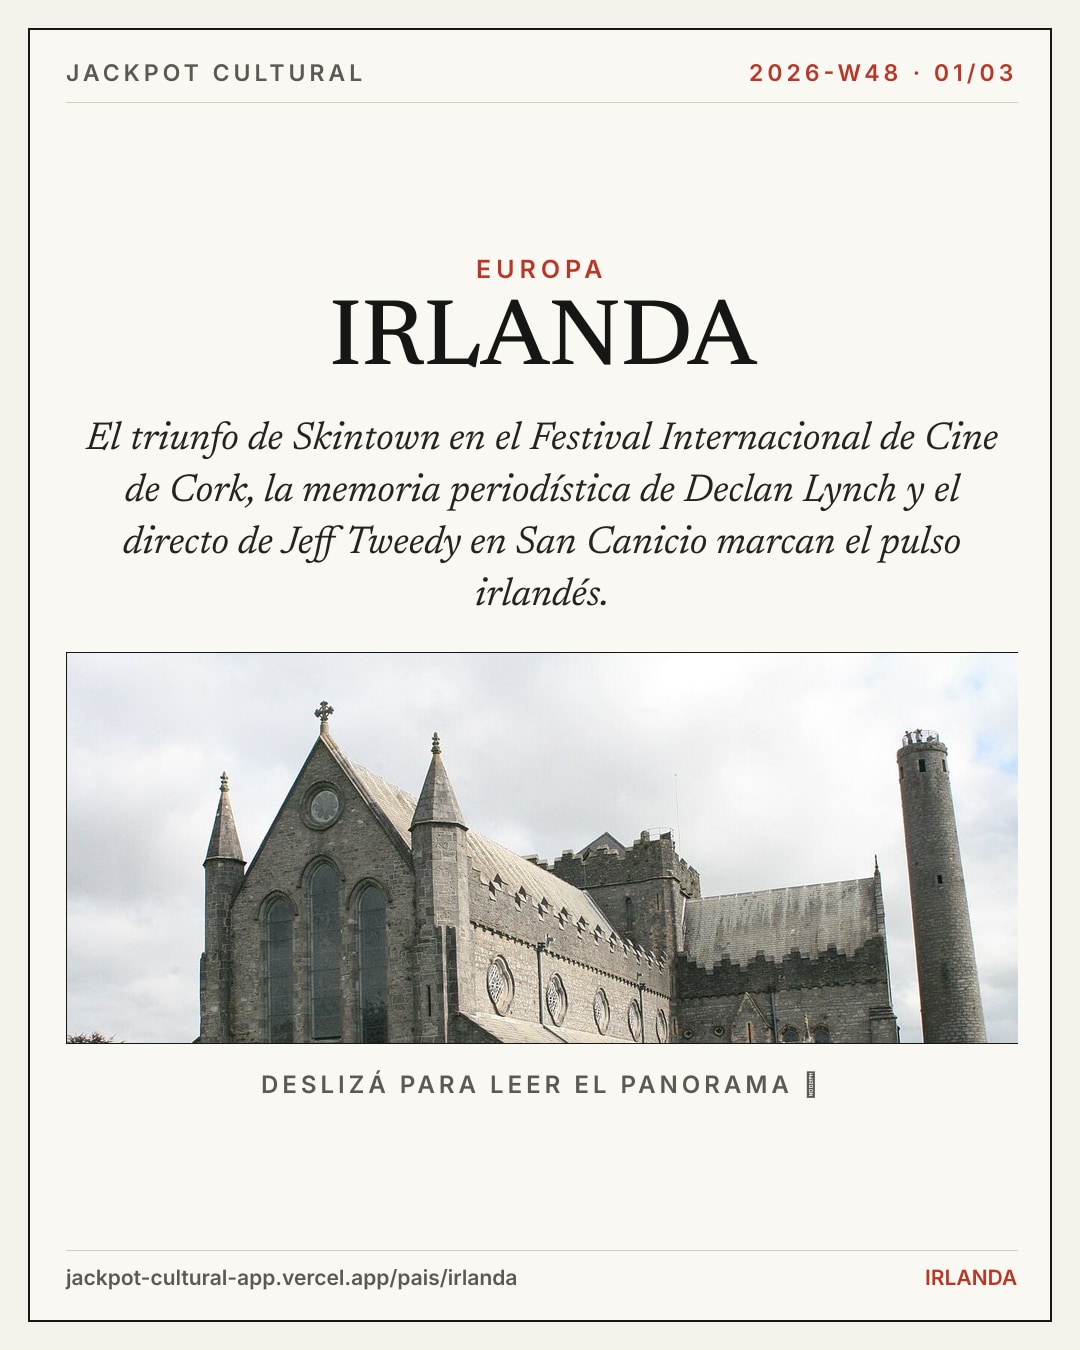 JACKPOT CULTURAL
2026-W48 · 01/03
EUROPA
IRLANDA
El triunfo de Skintown en el Festival Internacional de Cine
de Cork, la memoria periodística de Declan Lynch y el
directo de Jeff Tweedy en San Canicio marcan el pulso
irlandés.
DESLIZÁ PARA LEER EL PANORAMA
jackpot-cultural-app.vercel.app/pais/irlanda
IRLANDA